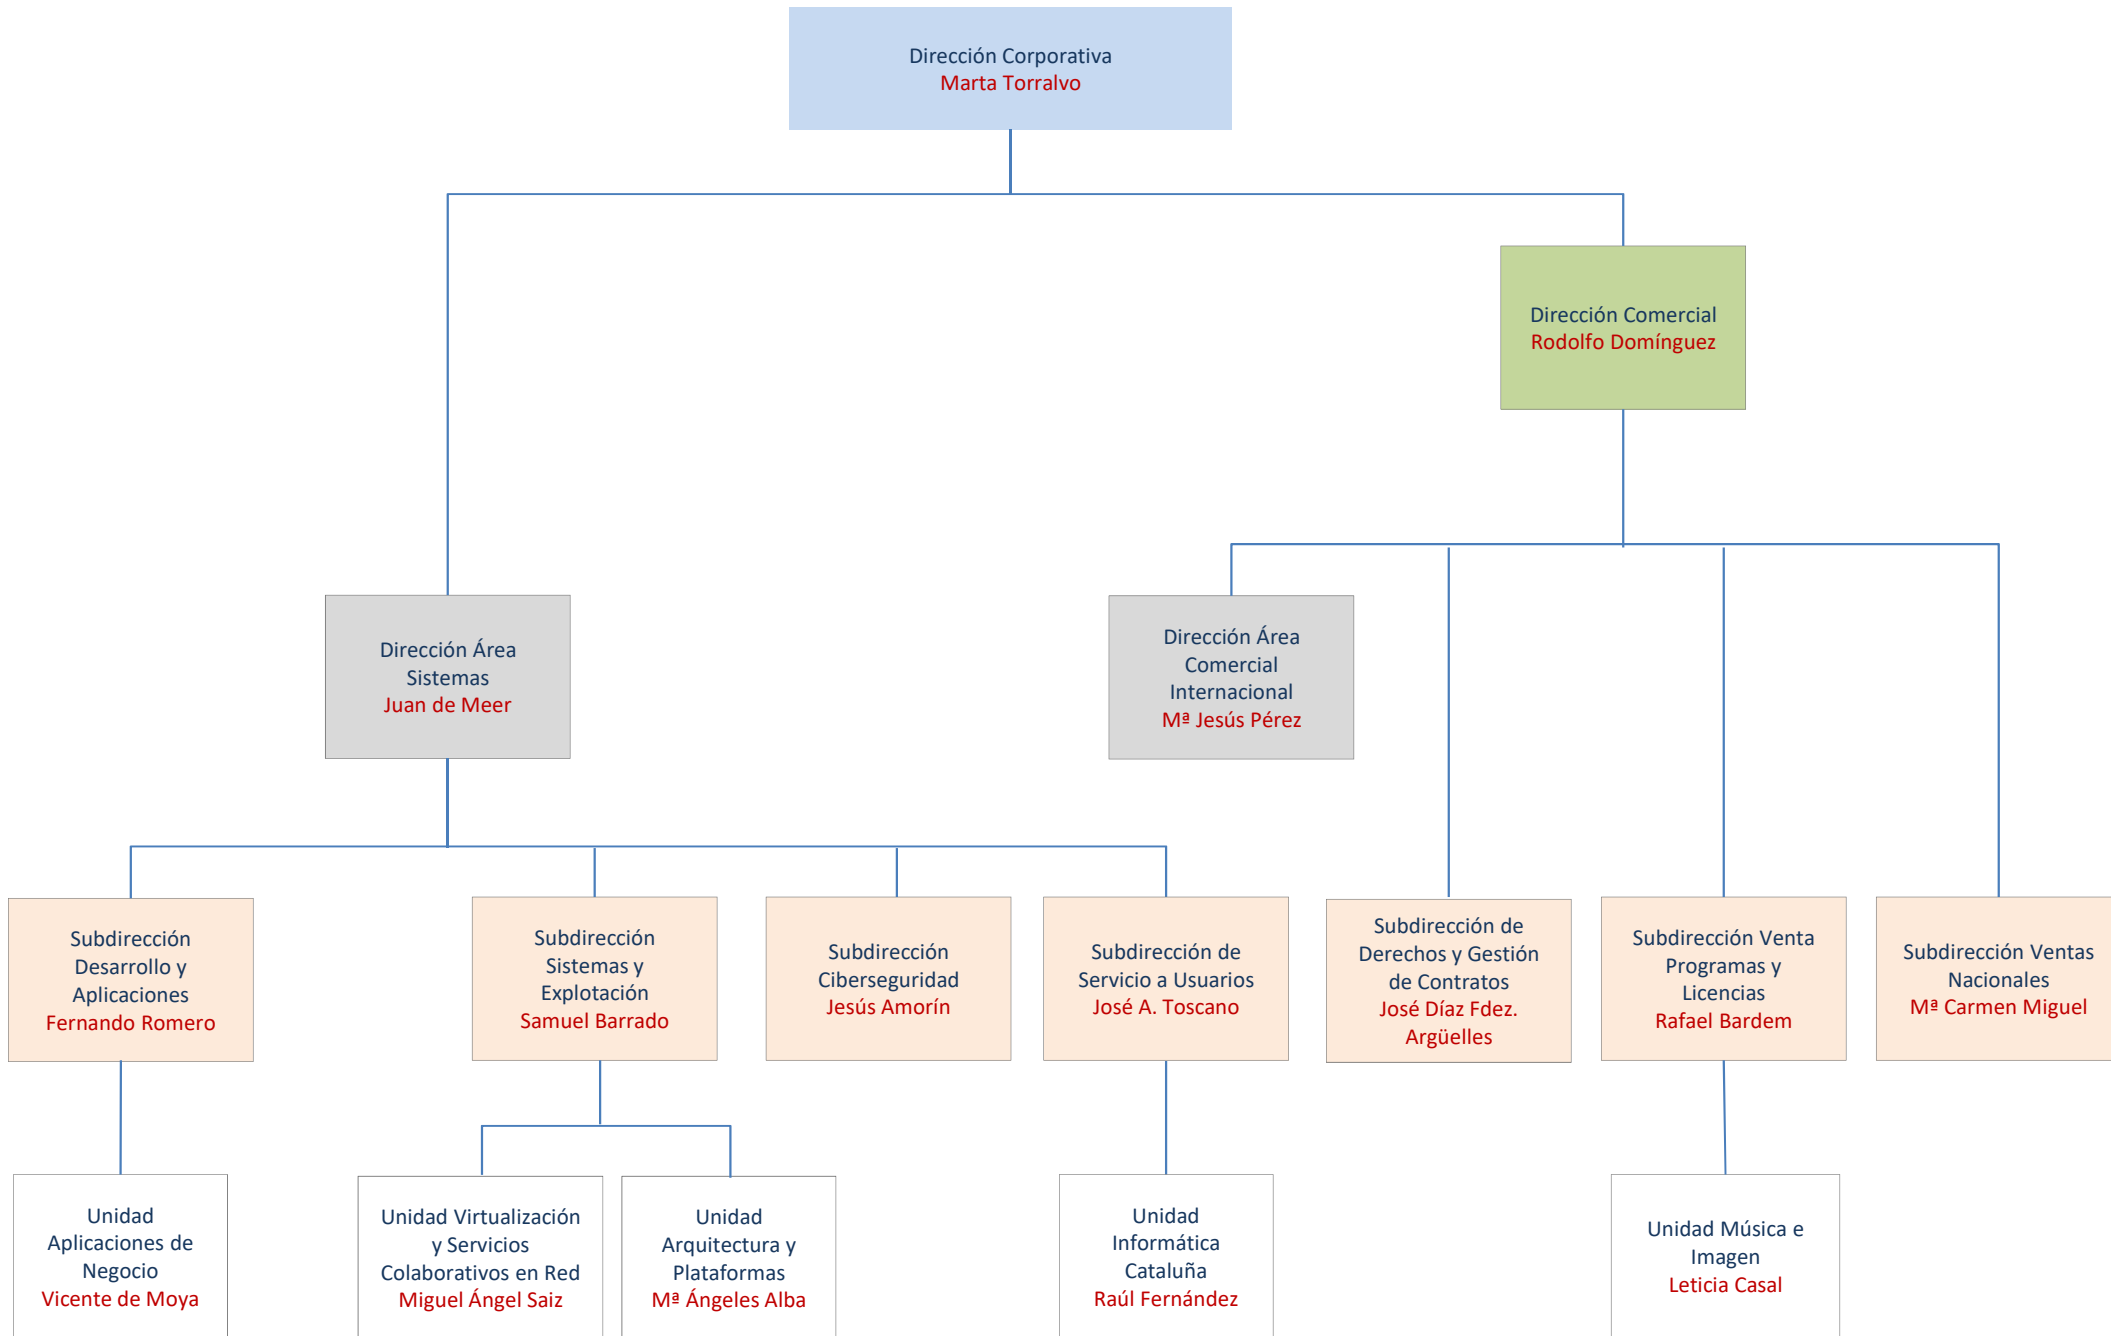 Dirección Corporativa
Marta Torralvo
Dirección Comercial
Rodolfo Domínguez
Dirección Área
Sistemas
Juan de Meer
Dirección Área
Comercial
Internacional
Mª Jesús Pérez
Subdirección
Desarrollo y
Aplicaciones
Fernando Romero
Subdirección
Sistemas y
Explotación
Samuel Barrado
Subdirección
Ciberseguridad
Jesús Amorín
Subdirección de
Servicio a Usuarios
José A. Toscano
Subdirección de
Derechos y Gestión
de Contratos
José Díaz Fdez.
Argüelles
Subdirección Venta
Programas y
Licencias
Rafael Bardem
Subdirección Ventas
Nacionales
Mª Carmen Miguel
Unidad
Aplicaciones de
Negocio
Vicente de Moya
Unidad Virtualización
y Servicios
Colaborativos en Red
Miguel Ángel Saiz
Unidad
Arquitectura y
Plataformas
Mª Ángeles Alba
Unidad
Informática
Cataluña
Raúl Fernández
Unidad Música e
Imagen
Leticia Casal